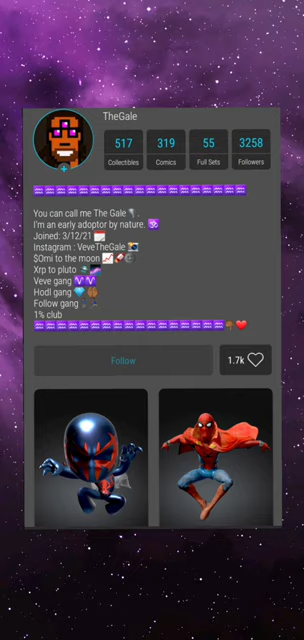 TheGale
517 319 55 3258
Collectibles Comics Full Sets Followers
You can call me The Gale 🌪️.
I'm an early adoptor by nature. 🕉️
Joined: 3/12/21 📅
Instagram : VeveTheGale 📸
$Omi to the moon 📈🚀🌚
Xrp to pluto
Veve gang
Hodl gang 💎
Follow gang
1% club
Follow
1.7k